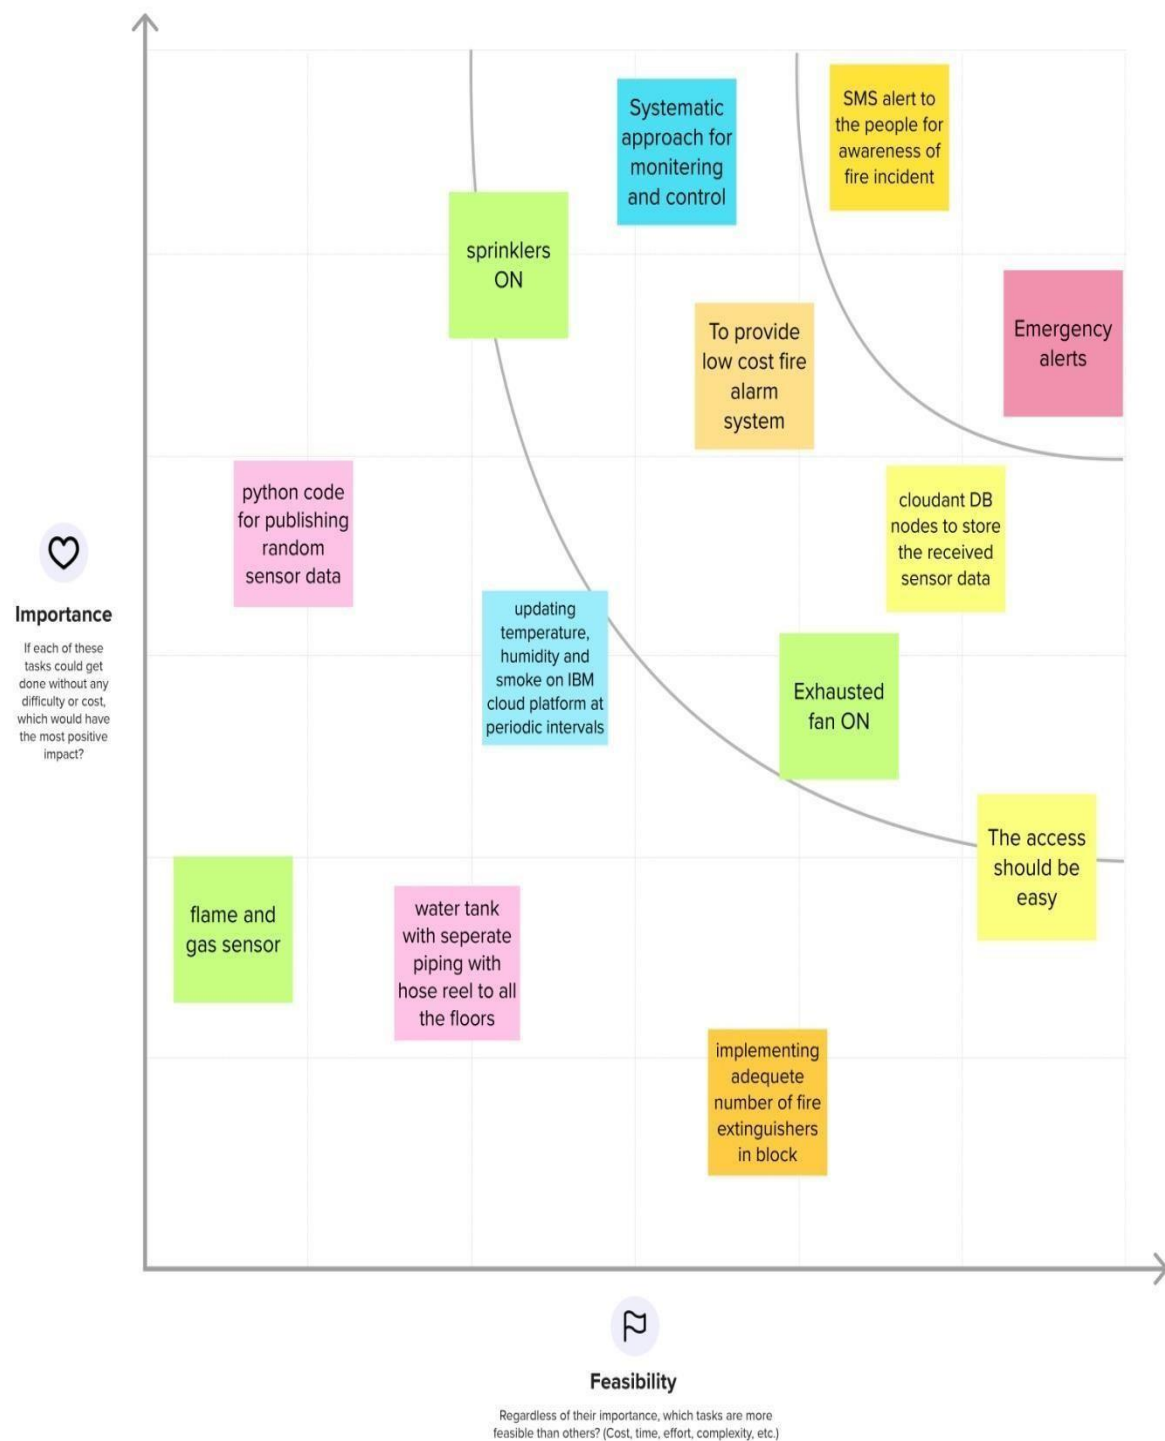 SMS alert to
the people for
awareness of
fire incident
Systematic
approach for
monitering
and control
sprinklers
ON
Emergency
alerts
To provide
low cost fire
alarm
system
python code
for publishing
random
sensor data
cloudant DB
nodes to store
the received
sensor data
Importance
If each of these
tasks could get
done without any
difficulty or cost,
which would have
the most positive
impact?
updating
temperature,
humidity and
smoke on IBM
cloud platform at
periodic intervals
Exhausted
fan ON
The access
should be
easy
flame and
gas sensor
water tank
with seperate
piping with
hose reel to all
the floors
implementing
adequete
number of fire
extinguishers
in block
Feasibility
Regardless of their importance, which tasks are more
feasible than others? (Cost, time, effort, complexity, etc.)